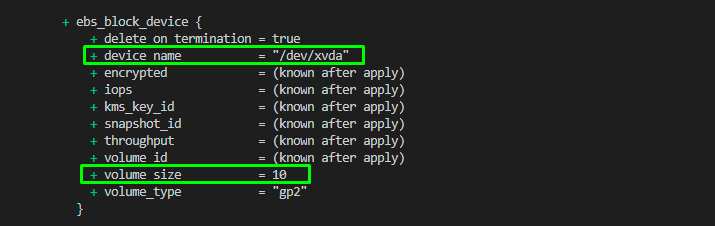 + ebs_block_device {
+ delete_on_termination = true
+ device_name = "/dev/xvda"
+ encrypted = (known after apply)
+ iops = (known after apply)
+ kms_key_id = (known after apply)
+ snapshot_id = (known after apply)
+ throughput = (known after apply)
+ volume_id = (known after apply)
+ volume_size = 10
+ volume_type = "gp2"
}